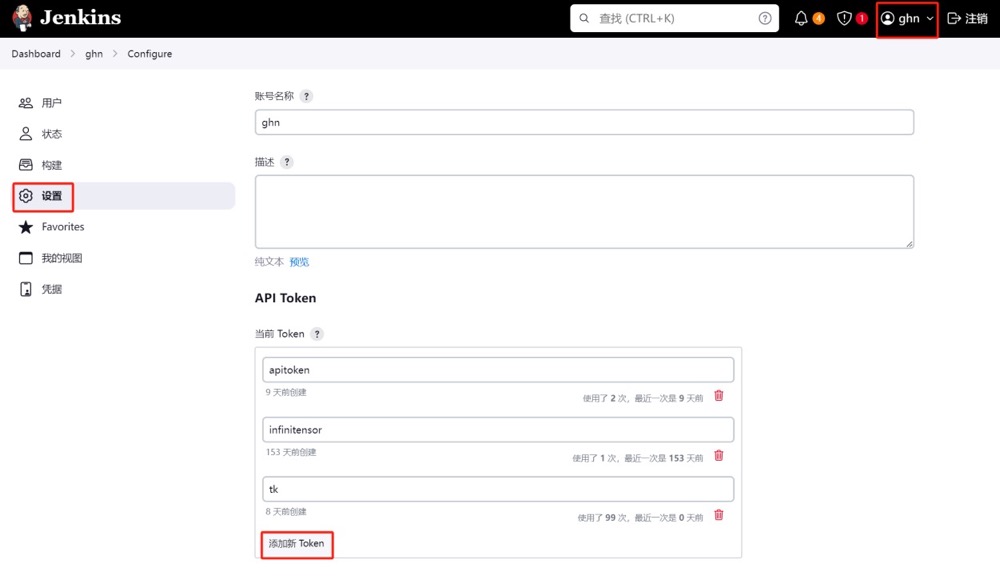 Jenkins
查找 (CTRL+K)
4
1
ghn
注销
Dashboard
ghn
Configure
用户
状态
构建
设置
Favorites
我的视图
凭据
账号名称 ?
ghn
描述 ?
纯文本 预览
API Token
当前 Token ?
apitoken
9 天前创建
使用了 2 次，最近一次是 9 天前
infinitensor
153 天前创建
使用了 1 次，最近一次是 153 天前
tk
8 天前创建
使用了 99 次，最近一次是 0 天前
添加新 Token